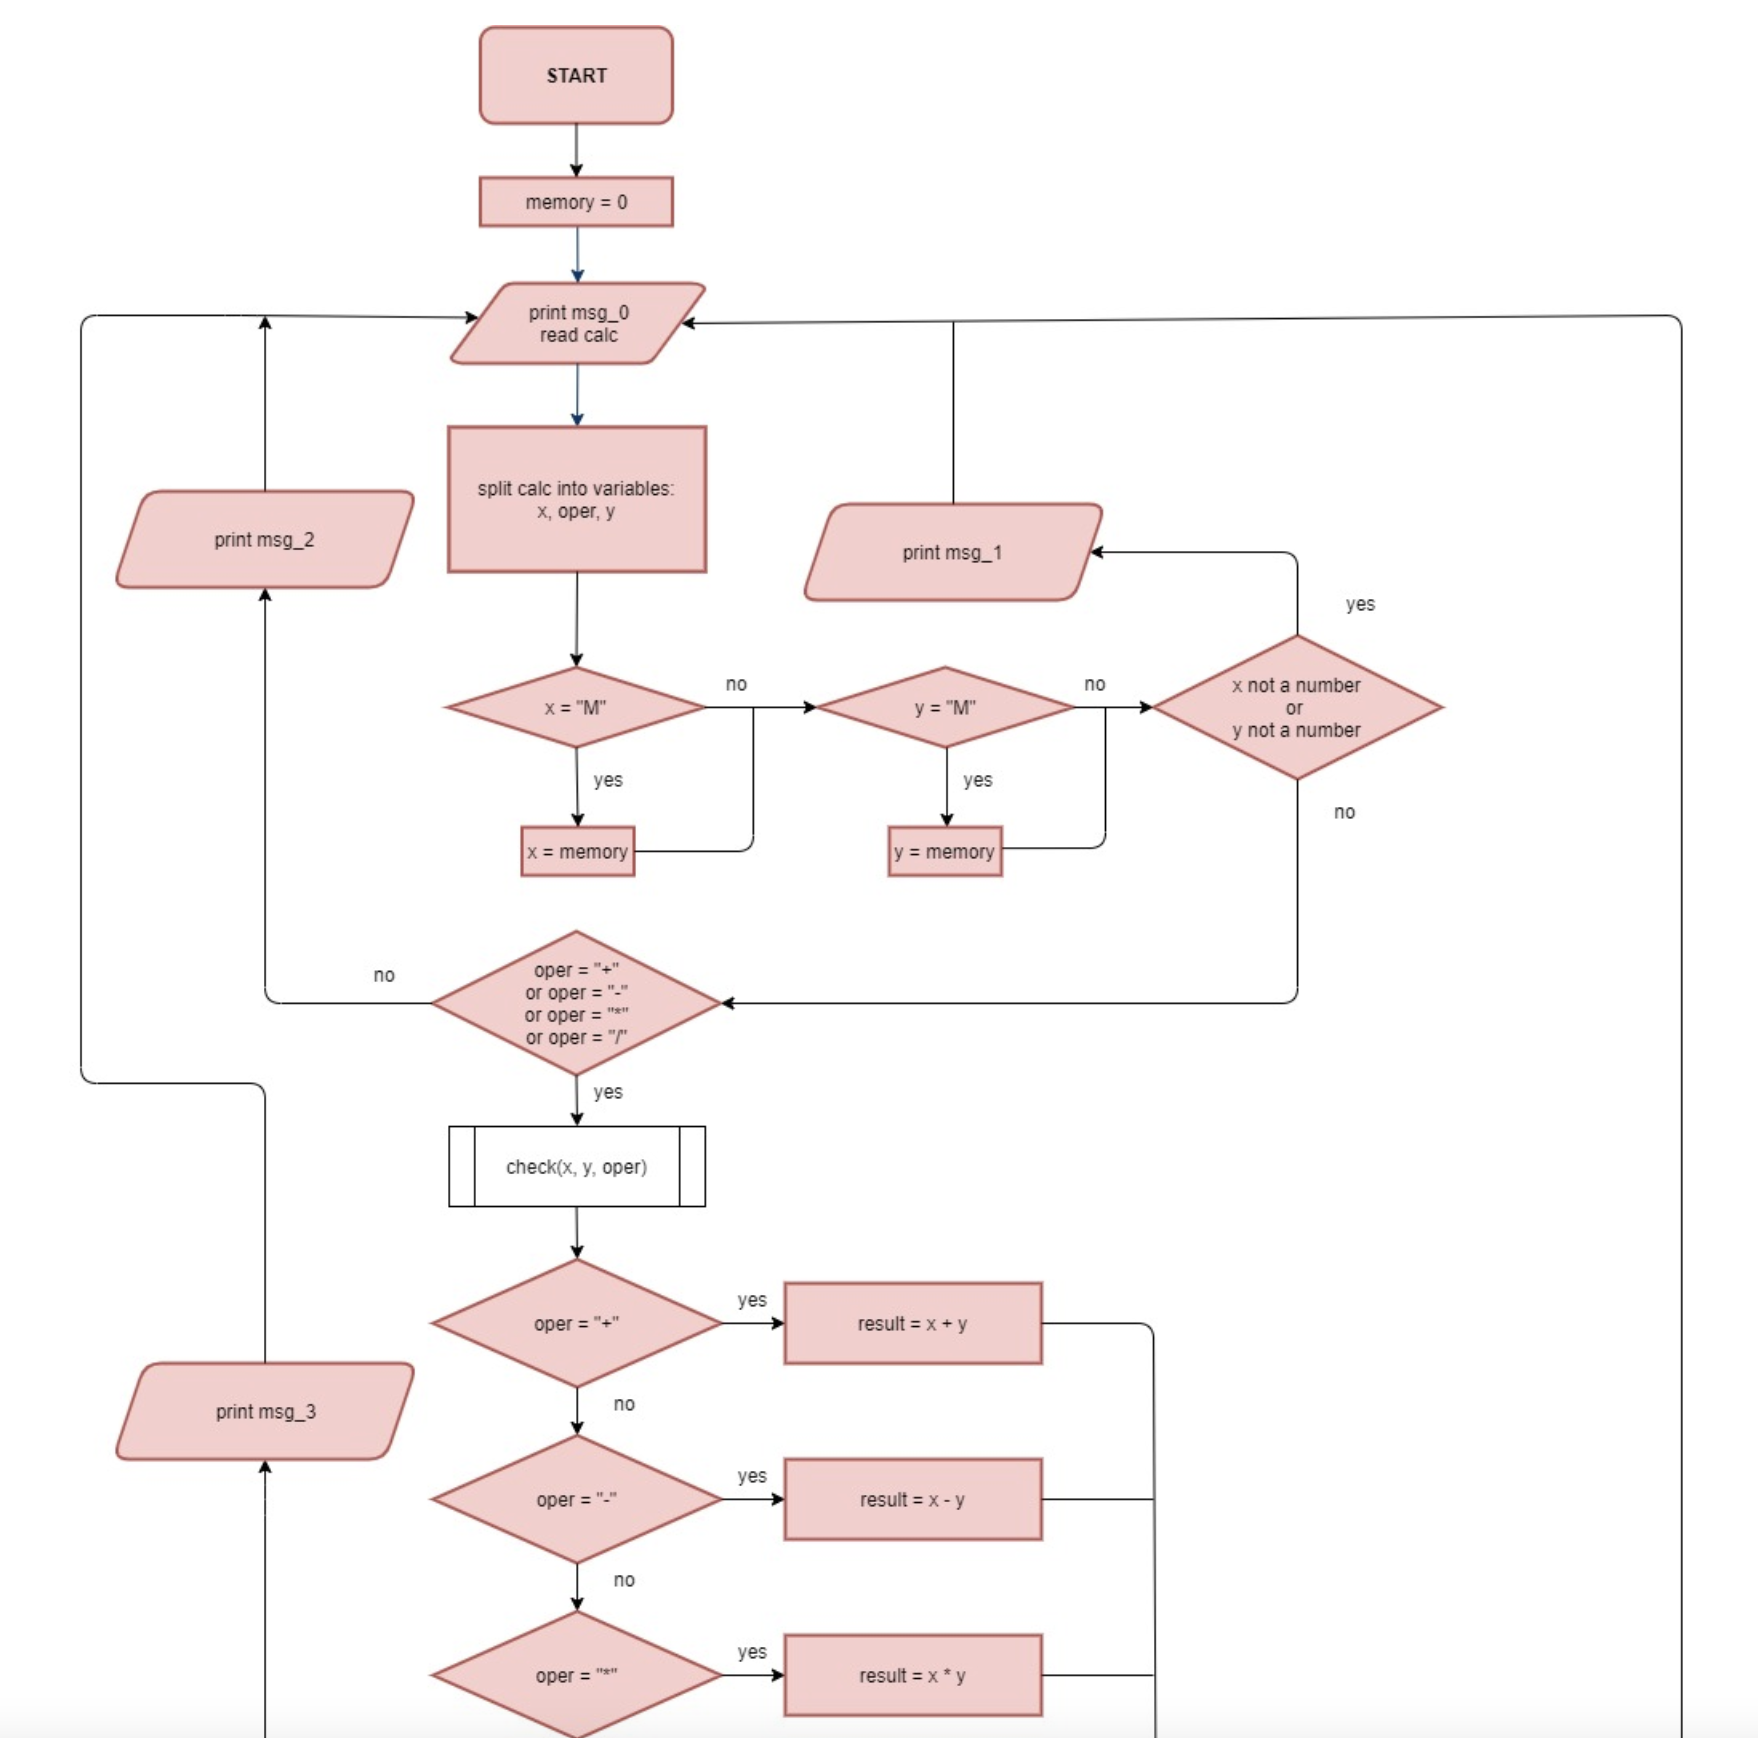 START
memory = 0
print msg_0
read calc
split calc into variables:
x, oper, y
print msg_2
print msg_1
yes
x = "M"
no
y = "M"
no
x not a number
or
y not a number
yes
yes
no
x = memory
y = memory
no
oper = "+"
or oper = "-"
or oper = "*"
or oper = "/"
yes
check(x, y, oper)
oper = "+"
yes
result = x + y
no
print msg_3
oper = "-"
yes
result = x - y
no
oper = "*"
yes
result = x * y